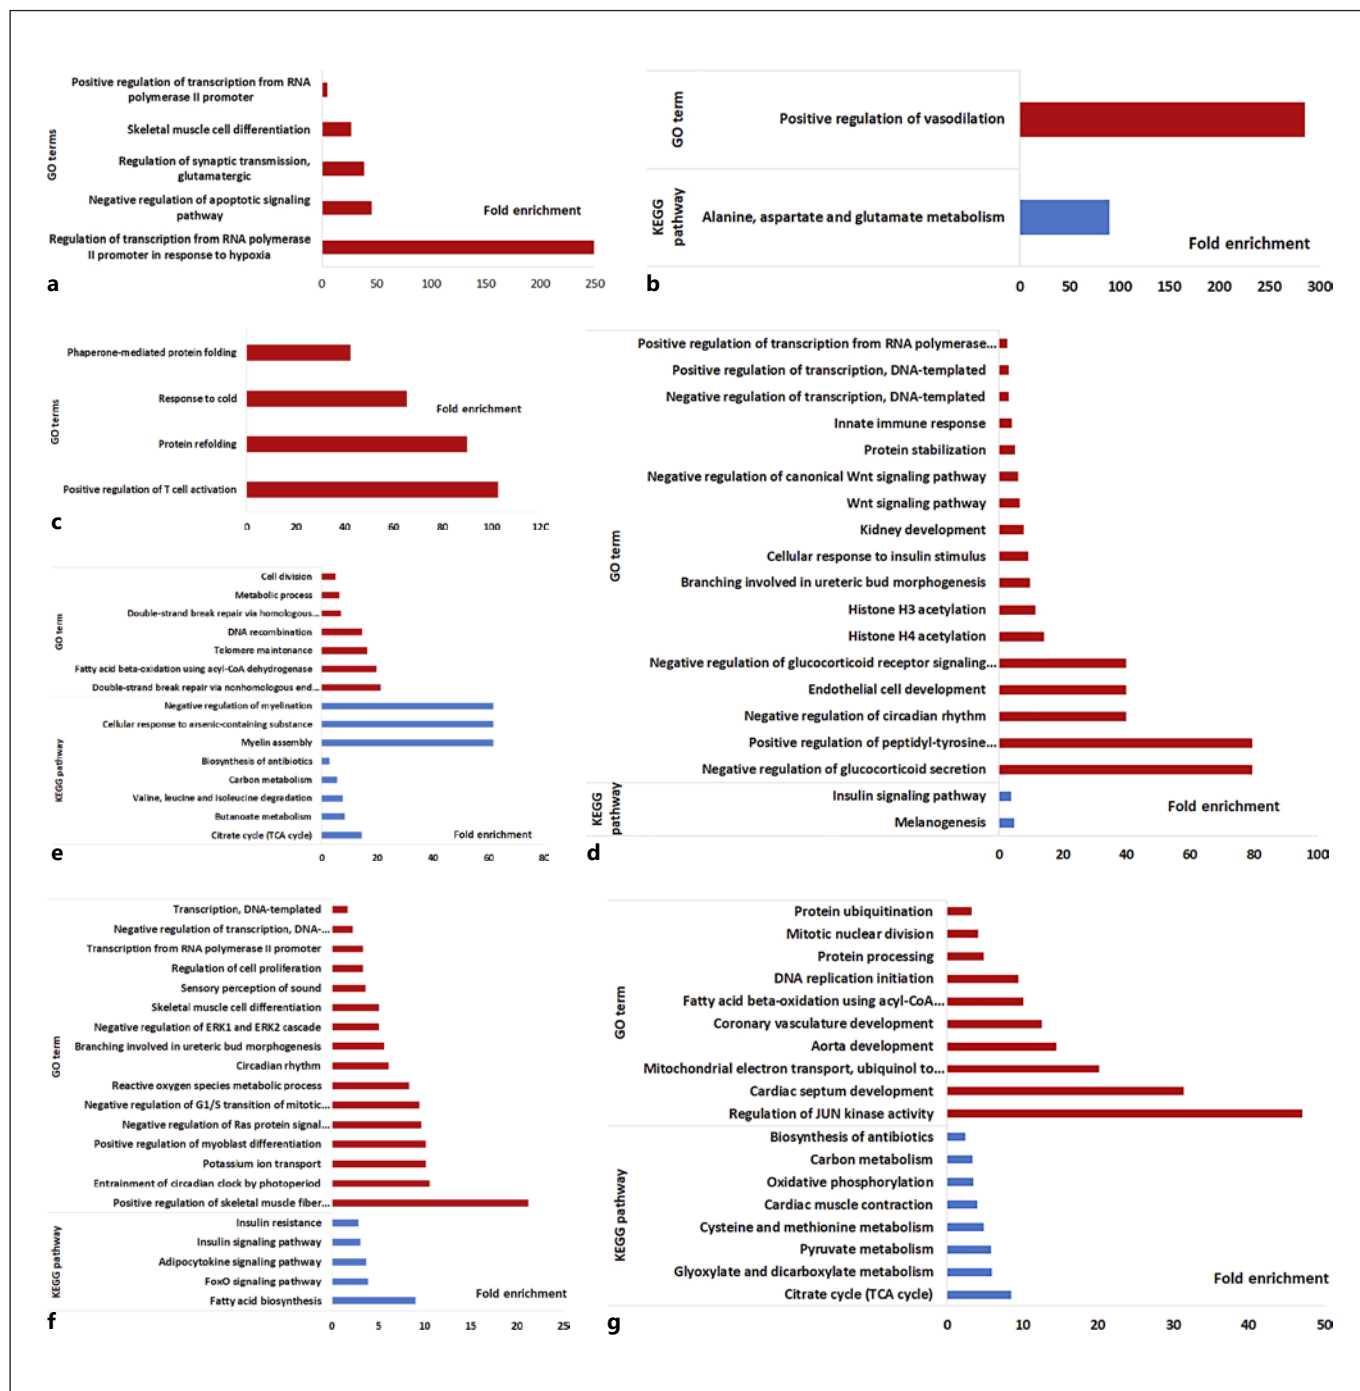 Positive regulation of transcription from RNA
polymerase II promoter
Skeletal muscle cell differentiation
Regulation of synaptic transmission,
glutamatergic
Negative regulation of apoptotic signaling
pathway
Regulation of transcription from RNA polymerase
II promoter in response to hypoxia
GO terms
Fold enrichment
0 50 100 150 200 250
a
GO term
Positive regulation of vasodilation
KEGG
pathway
Alanine, aspartate and glutamate metabolism
Fold enrichment
0 50 100 150 200 250 300
b
Phaperone-mediated protein folding
Response to cold
Protein refolding
Positive regulation of T cell activation
GO terms
Fold enrichment
0 20 40 60 80 100 120
c
Positive regulation of transcription from RNA polymerase...
Positive regulation of transcription, DNA-templated
Negative regulation of transcription, DNA-templated
Innate immune response
Protein stabilization
Negative regulation of canonical Wnt signaling pathway
Wnt signaling pathway
Kidney development
Cellular response to insulin stimulus
Branching involved in ureteric bud morphogenesis
Histone H3 acetylation
Histone H4 acetylation
Negative regulation of glucocorticoid receptor signaling...
Endothelial cell development
Negative regulation of circadian rhythm
Positive regulation of peptidyl-tyrosine...
Negative regulation of glucocorticoid secretion
GO term
Insulin signaling pathway
Melanogenesis
KEGG
pathway
Fold enrichment
0 20 40 60 80 100
d
Cell division
Metabolic process
Double-strand break repair via homologous...
DNA recombination
Telomere maintenance
Fatty acid beta-oxidation using acyl-CoA dehydrogenase
Double-strand break repair via nonhomologous end...
GO term
Negative regulation of myelination
Cellular response to arsenic-containing substance
Myelin assembly
Biosynthesis of antibiotics
Carbon metabolism
Valine, leucine and isoleucine degradation
Butanoate metabolism
Citrate cycle (TCA cycle)
KEGG pathway
Fold enrichment
0 20 40 60 80
e
Transcription, DNA-templated
Negative regulation of transcription, DNA-...
Transcription from RNA polymerase II promoter
Regulation of cell proliferation
Sensory perception of sound
Skeletal muscle cell differentiation
Negative regulation of ERK1 and ERK2 cascade
Branching involved in ureteric bud morphogenesis
Circadian rhythm
Reactive oxygen species metabolic process
Negative regulation of G1/S transition of mitotic...
Negative regulation of Ras protein signal...
Positive regulation of myoblast differentiation
Potassium ion transport
Entrainment of circadian clock by photoperiod
Positive regulation of skeletal muscle fiber...
GO term
Insulin resistance
Insulin signaling pathway
Adipocytokine signaling pathway
FoxO signaling pathway
Fatty acid biosynthesis
KEGG pathway
Fold enrichment
0 5 10 15 20 25
f
Protein ubiquitination
Mitotic nuclear division
Protein processing
DNA replication initiation
Fatty acid beta-oxidation using acyl-CoA...
Coronary vasculature development
Aorta development
Mitochondrial electron transport, ubiquinol to...
Cardiac septum development
Regulation of JUN kinase activity
GO term
Biosynthesis of antibiotics
Carbon metabolism
Oxidative phosphorylation
Cardiac muscle contraction
Cysteine and methionine metabolism
Pyruvate metabolism
Glyoxylate and dicarboxylate metabolism
Citrate cycle (TCA cycle)
KEGG pathway
Fold enrichment
0 10 20 30 40 50
g